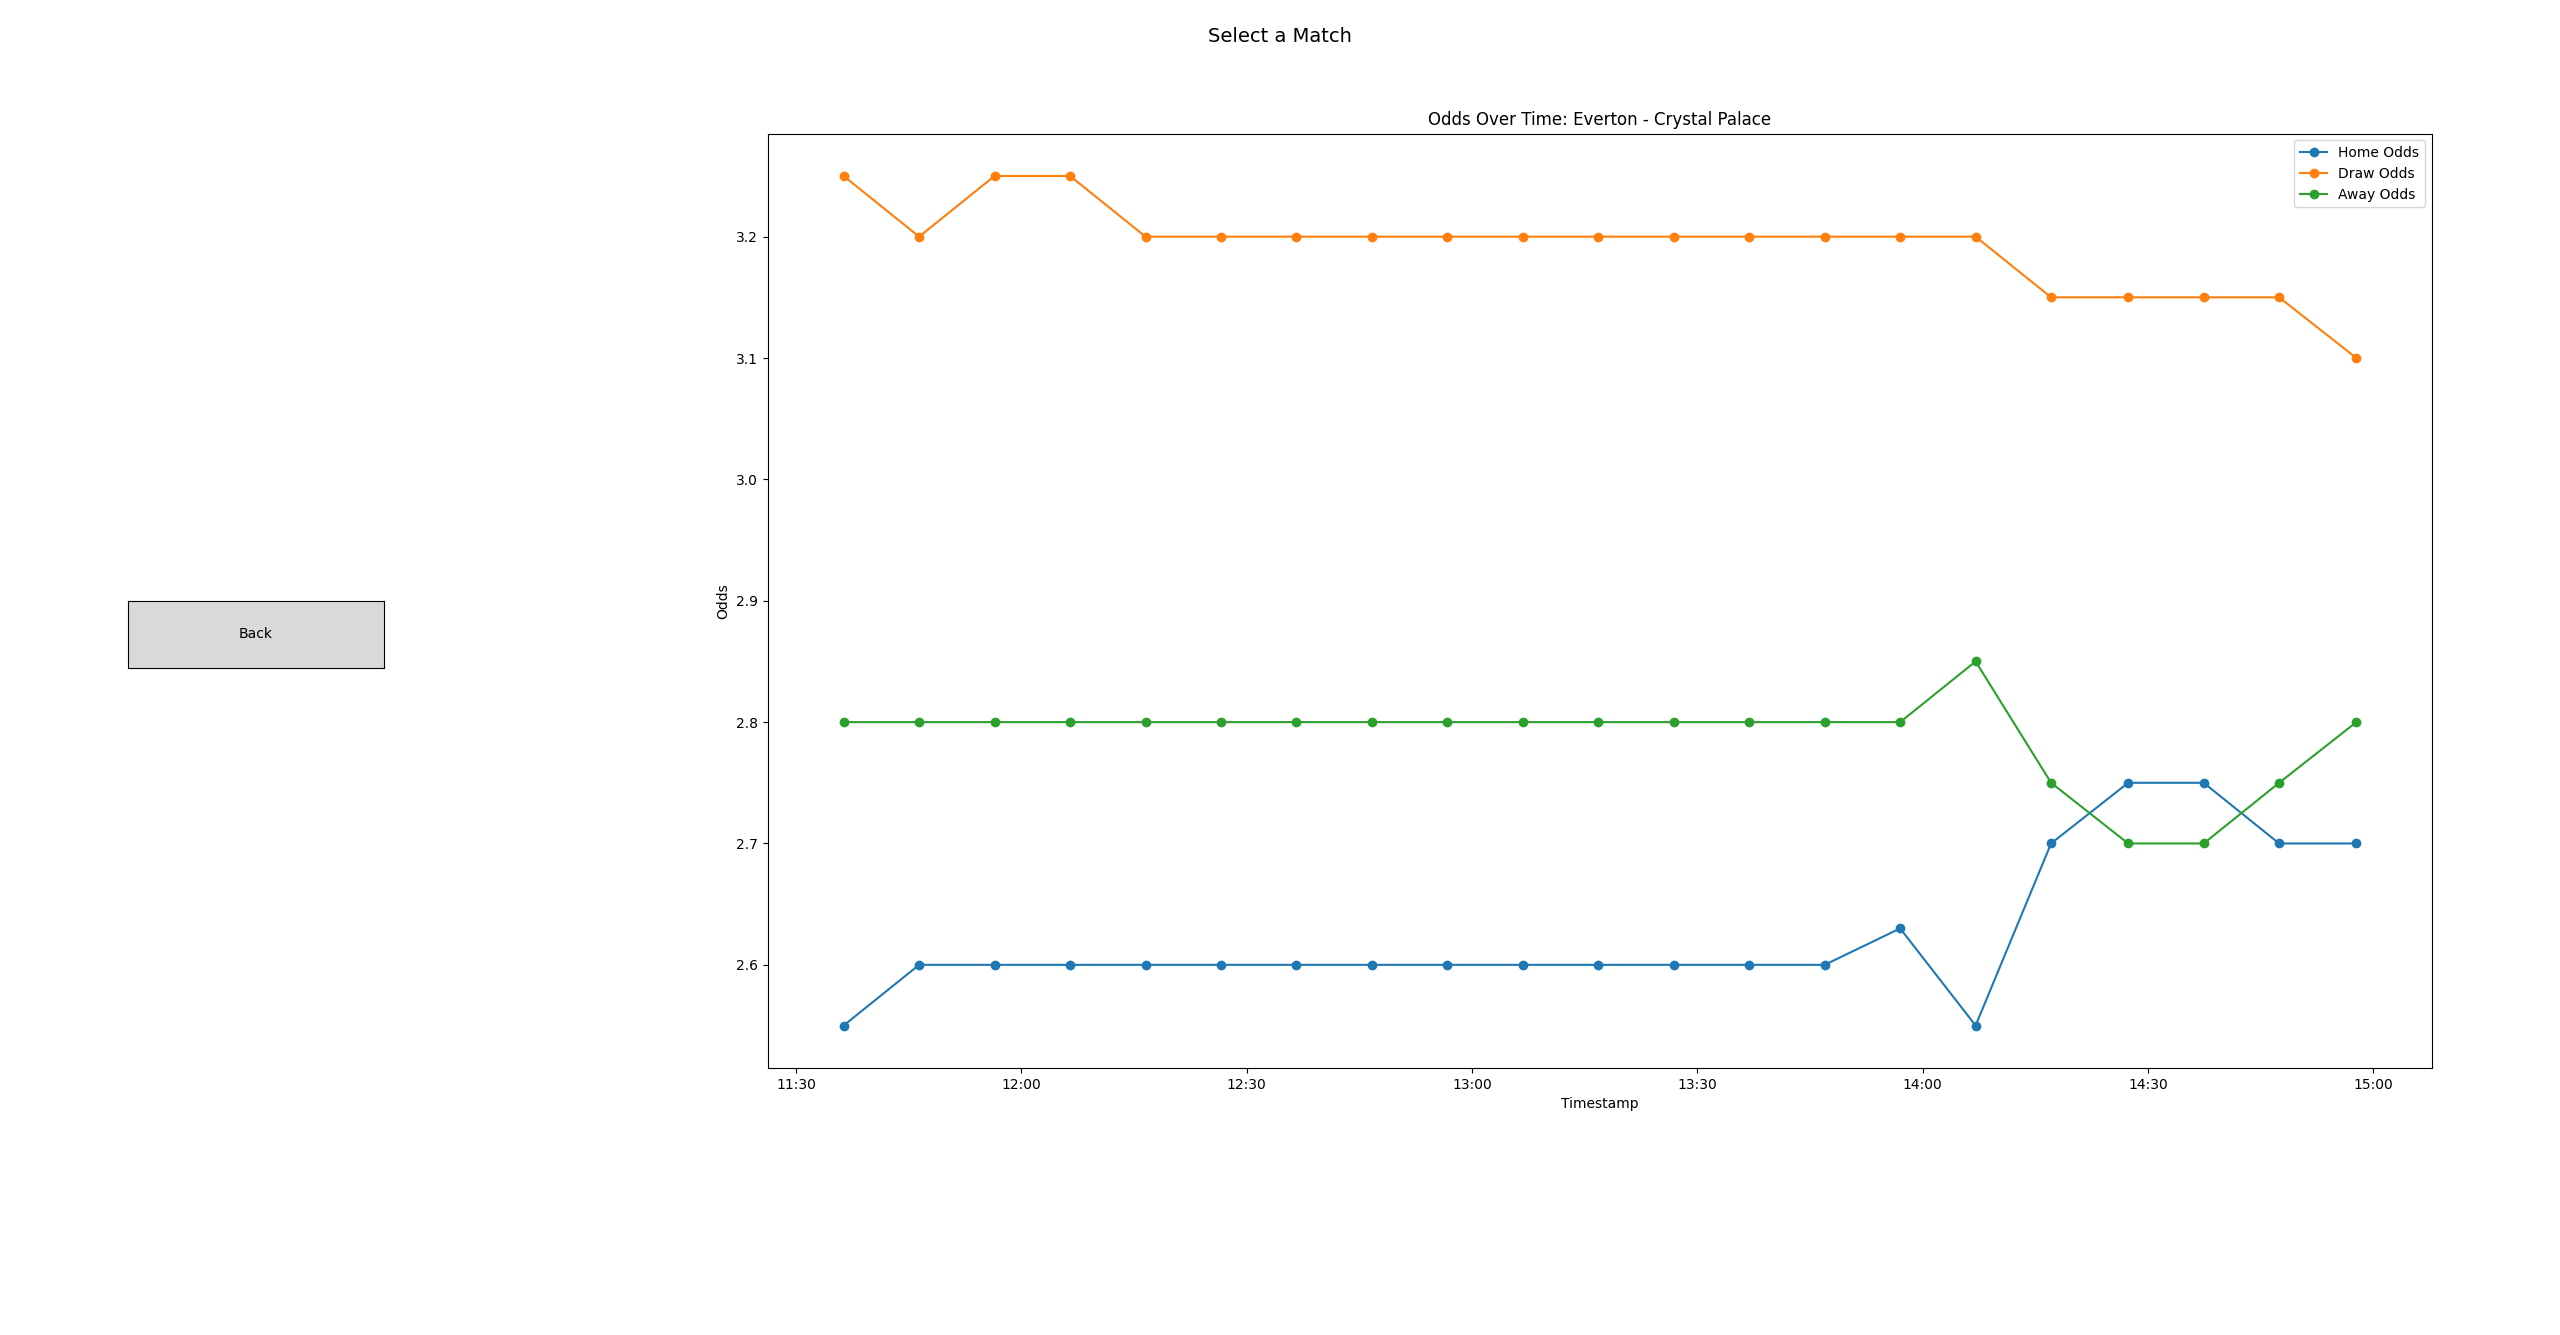 Select a Match
Odds Over Time: Everton - Crystal Palace
Home Odds
Draw Odds
Away Odds
3.2
3.1
3.0
2.9
2.8
2.7
2.6
Odds
Back
11:30 12:00 12:30 13:00 13:30 14:00 14:30 15:00
Timestamp